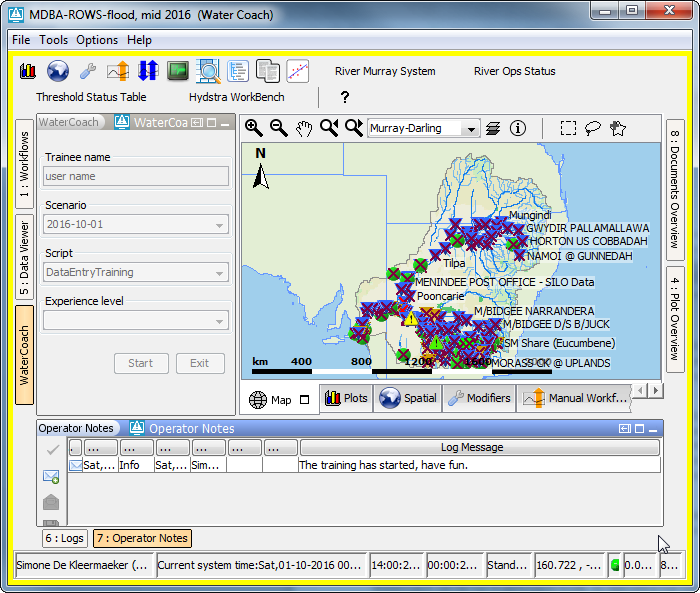 MDBA-ROWS-flood, mid 2016 (Water Coach)
File Tools Options Help
River Murray System River Ops Status
Threshold Status Table Hydstra WorkBench ?
1 : Workflows
5 : Data Viewer
WaterCoach
WaterCoach WaterCoa
Trainee name
user name
Scenario
2016-10-01
Script
DataEntryTraining
Experience level
Start Exit
Murray-Darling
N
Mungindi
GWYDIR PALLAMALLAWA
HORTON US COBBADAH
NAMOI @ GUNNEDAH
Tilpa
MENINDEE POST OFFICE - SILO Data
Pooncarie
M/BIDGEE NARRANDERA
M/BIDGEE D/S B/JUCK
SM Share (Eucumbene)
MORASS CK @ UPLANDS
km 400 800 1200 1600
Map Plots Spatial Modifiers Manual Workf...
8 : Documents Overview
4 : Plot Overview
Operator Notes Operator Notes
. ... ... ... ... ... Log Message
Sat,... Info Sat,... Sim... The training has started, have fun.
6 : Logs 7 : Operator Notes
Simone De Kleermaeker (... Current system time:Sat,01-10-2016 00... 14:00:2... 00:00:2... Stand... 160.722 , -... 0.0... 8...